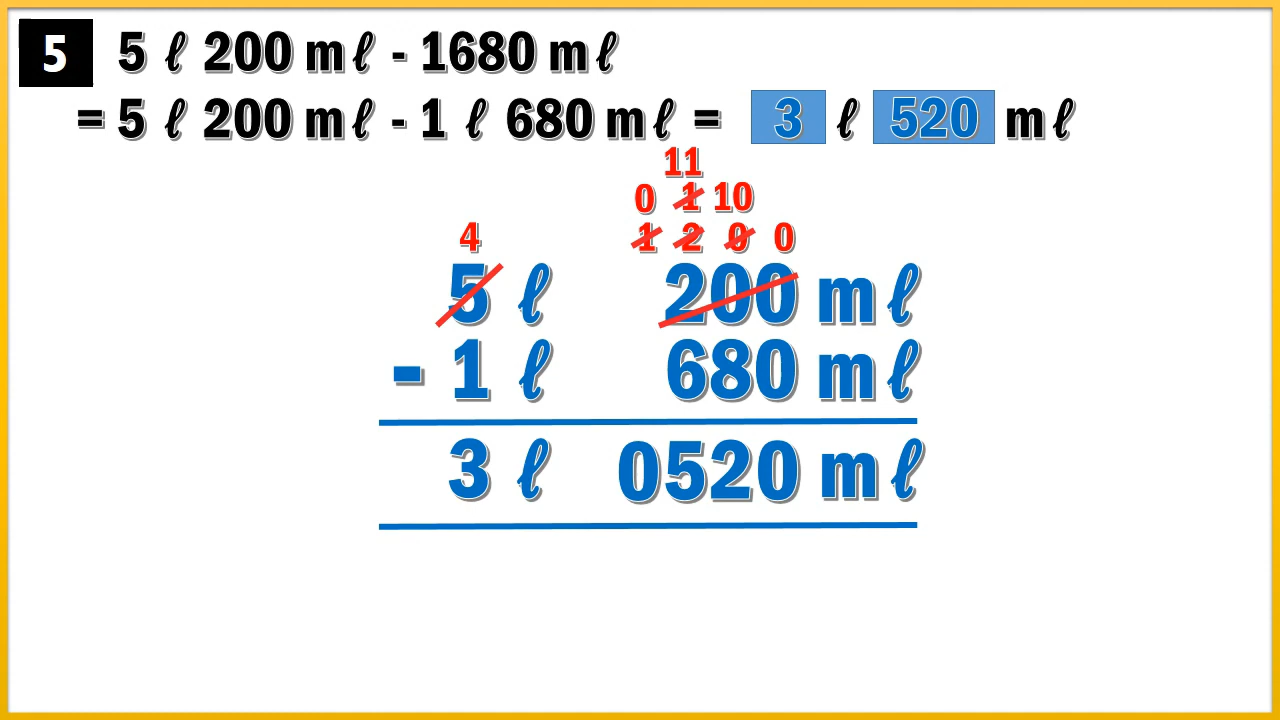 5 5 ℓ 200 mℓ - 1680 mℓ
= 5 ℓ 200 mℓ - 1 ℓ 680 mℓ = 3 ℓ 520 mℓ
11
0 1 10
4 1 2 0 0
5 ℓ 200 mℓ
- 1 ℓ 680 mℓ
3 ℓ 0520 mℓ